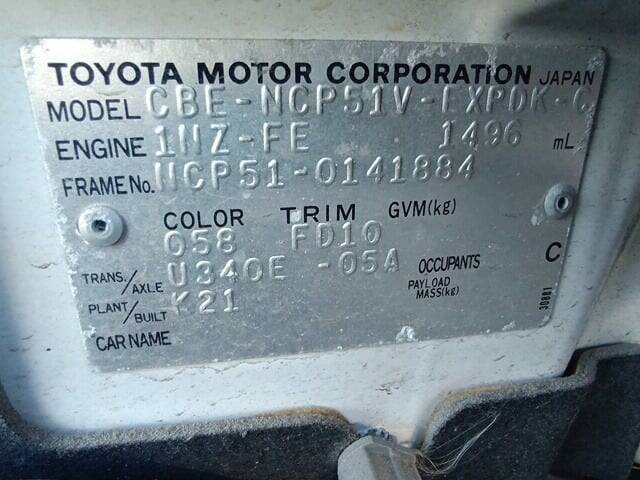 TOYOTA MOTOR CORPORATION JAPAN
MODEL CBE-NCP51V-EXPDK-C
ENGINE 1NZ-FE 1496 mL
FRAME No. NCP51-0141884
COLOR TRIM GVM(kg)
058 FD10
TRANS./AXLE U340E -05A OCCUPANTS C
PLANT/BUILT K21 PAYLOAD MASS(kg)
CAR NAME
30881